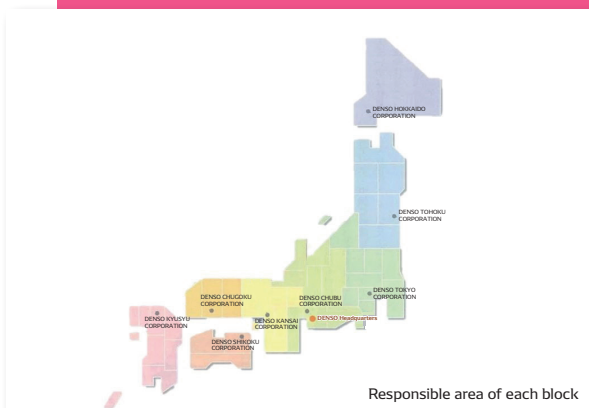 DENSO HOKKAIDO
CORPORATION
DENSO TOHOKU
CORPORATION
DENSO TOKYO
CORPORATION
DENSO CHUGOKU
CORPORATION
DENSO CHUBU
CORPORATION
DENSO KYUSYU
CORPORATION
DENSO KANSAI
CORPORATION
DENSO Headquarters
DENSO SHIKOKU
CORPORATION
Responsible area of each block